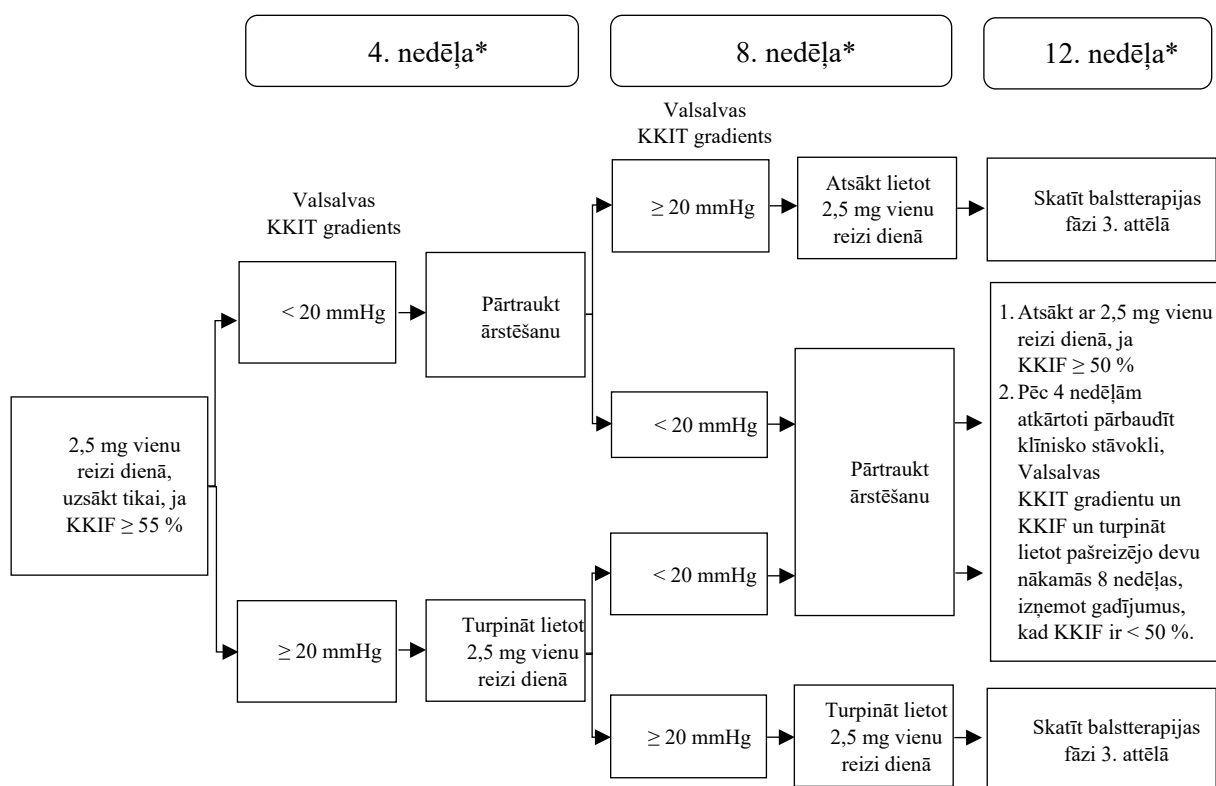 4. nedēļa*
8. nedēļa*
12. nedēļa*
Valsalvas
KKIT gradients
Valsalvas
KKIT gradients
2,5 mg vienu
reizi dienā,
uzsākt tikai, ja
KKIF ≥ 55 %
< 20 mmHg
Pārtraukt
ārstēšanu
≥ 20 mmHg
Atsākt lietot
2,5 mg vienu
reizi dienā
Skatīt balstterapijas
fāzi 3. attēlā
< 20 mmHg
Pārtraukt
ārstēšanu
1. Atsākt ar 2,5 mg vienu
reizi dienā, ja
KKIF ≥ 50 %
2. Pēc 4 nedēļām
atkārtoti pārbaudīt
klīnisko stāvokli,
Valsalvas
KKIT gradientu un
KKIF un turpināt
lietot pašreizējo devu
nākamās 8 nedēļas,
izņemot gadījumus,
kad KKIF ir < 50 %.
≥ 20 mmHg
Turpināt lietot
2,5 mg vienu
reizi dienā
< 20 mmHg
≥ 20 mmHg
Turpināt lietot
2,5 mg vienu
reizi dienā
Skatīt balstterapijas
fāzi 3. attēlā